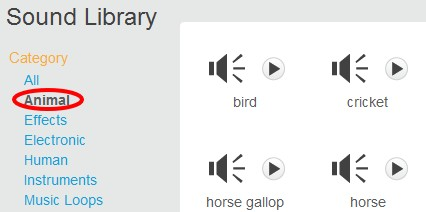 Sound Library
Category
All
Animal
Effects
Electronic
Human
Instruments
Music Loops
bird cricket
horse gallop horse